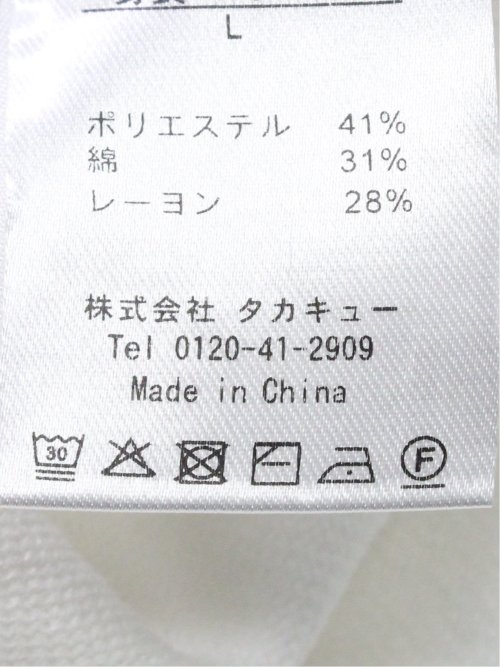 L
ポリエステル 41%
綿 31%
レーヨン 28%
株式会社 タカキュー
Tel 0120-41-2909
Made in China
30 F